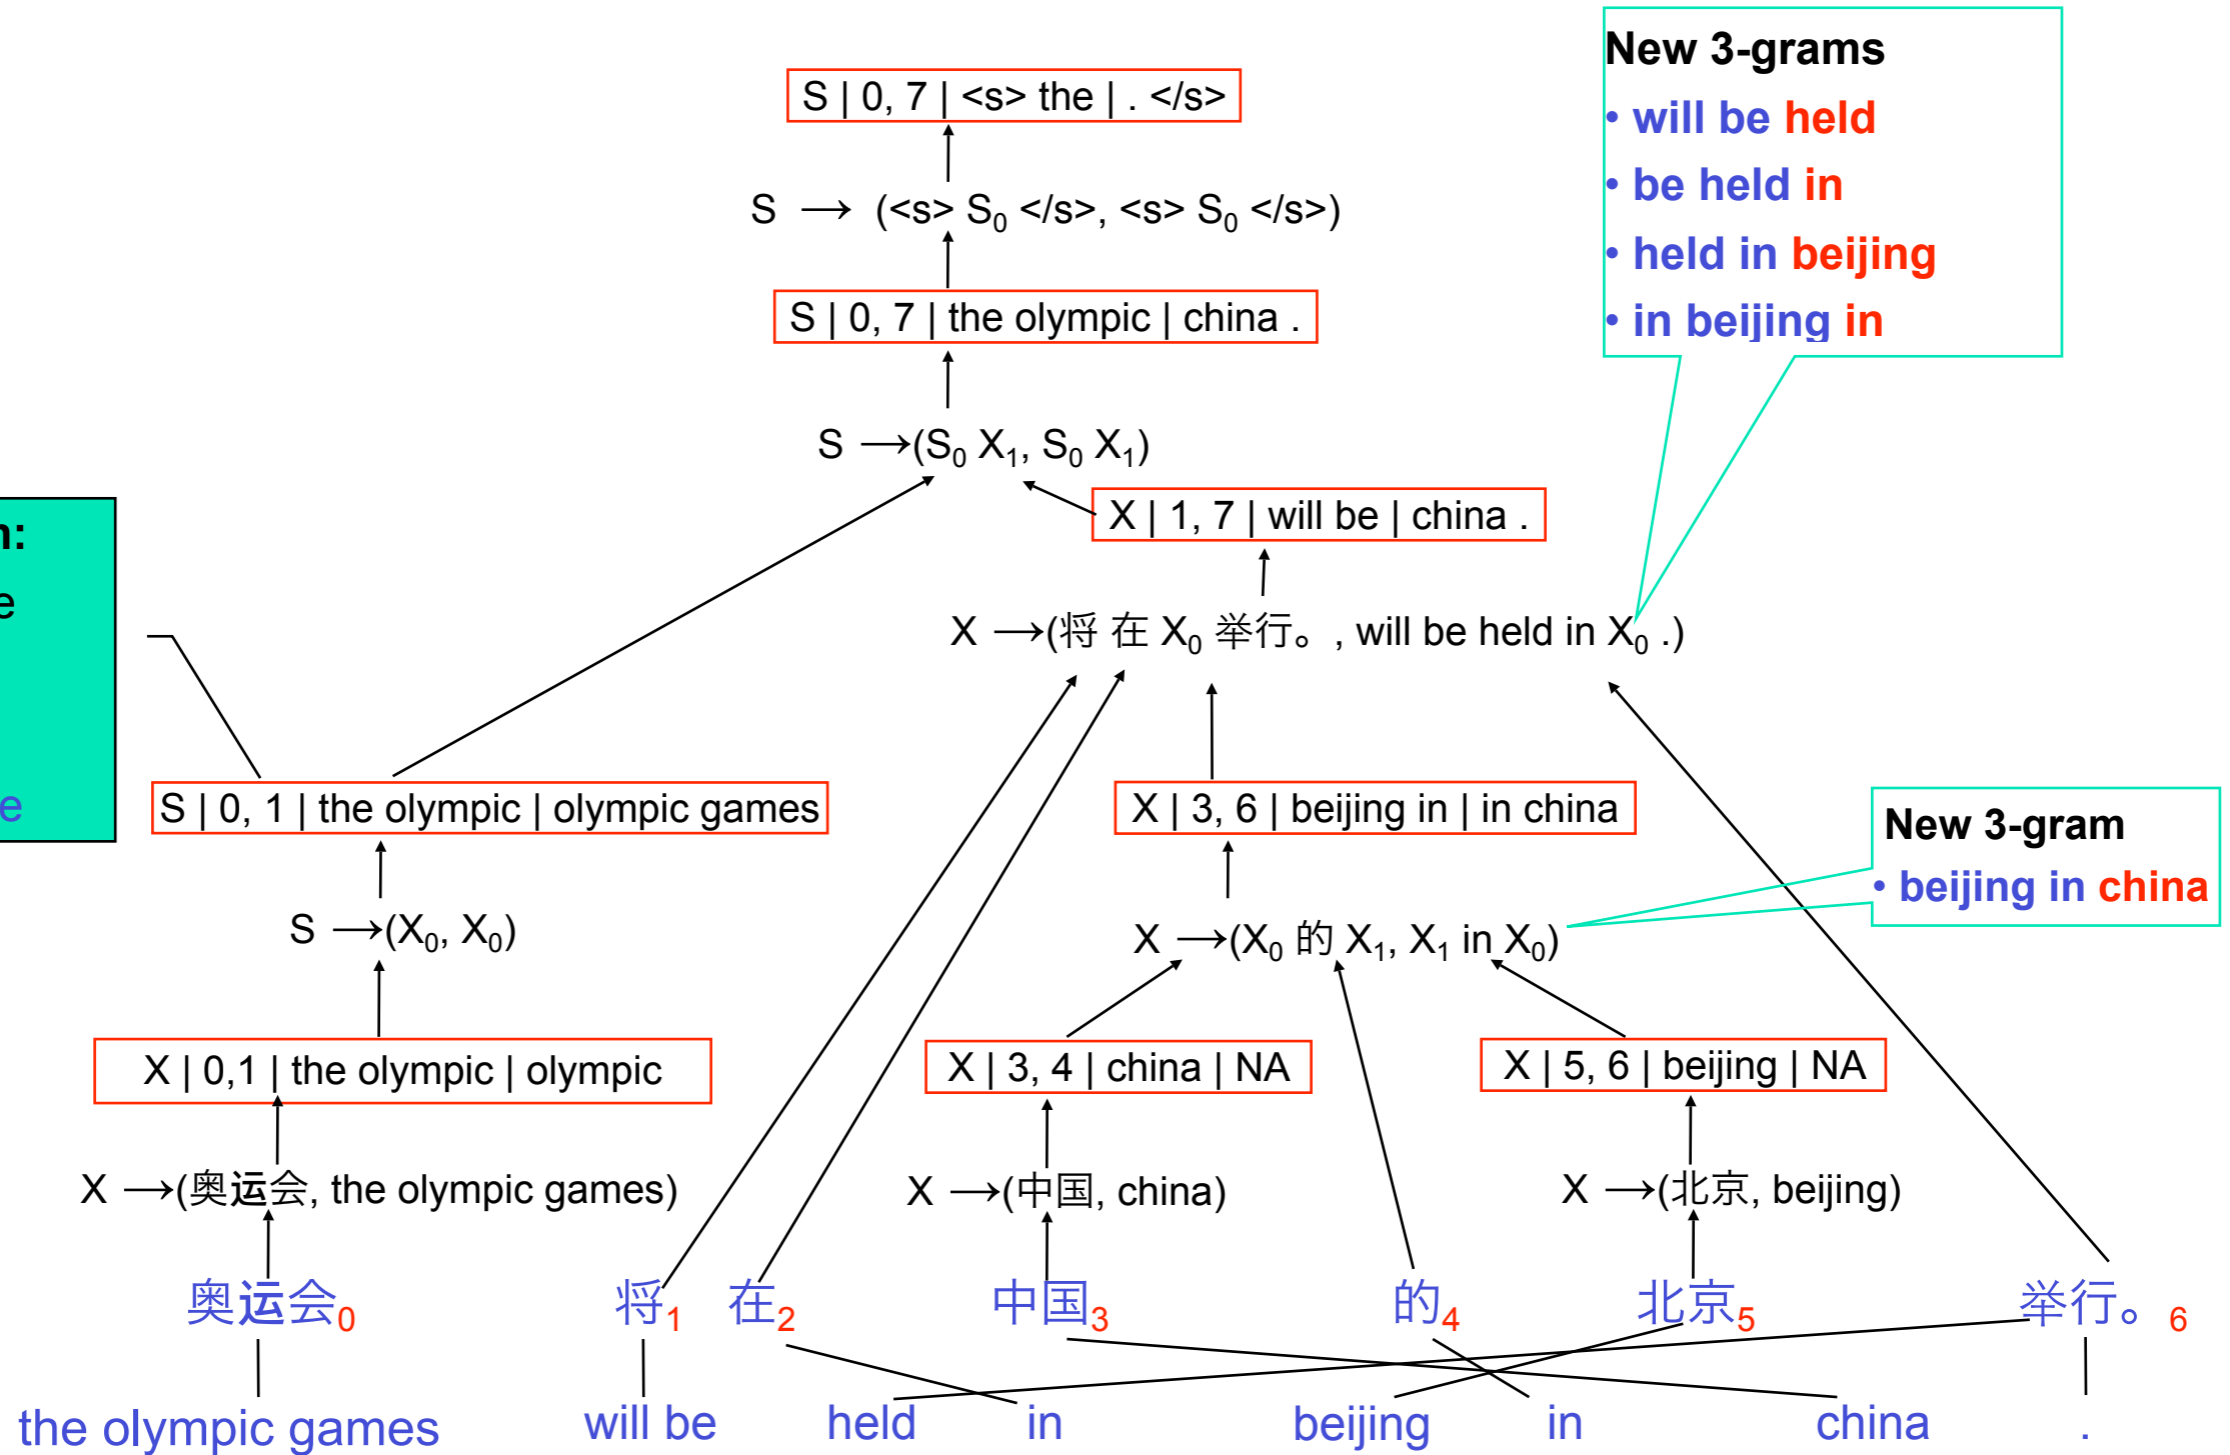 New 3-grams
• will be held
• be held in
• held in beijing
• in beijing in
S | 0, 7 | <s> the | . </s>
S → (<s> S₀ </s>, <s> S₀ </s>)
S | 0, 7 | the olympic | china .
S →(S₀ X₁, S₀ X₁)
X | 1, 7 | will be | china .
X →(将 在 X₀ 举行。, will be held in X₀ .)
n:
e
e
S | 0, 1 | the olympic | olympic games
X | 3, 6 | beijing in | in china
New 3-gram
• beijing in china
S →(X₀, X₀)
X →(X₀ 的 X₁, X₁ in X₀)
X | 0,1 | the olympic | olympic
X | 3, 4 | china | NA
X | 5, 6 | beijing | NA
X →(奥运会, the olympic games)
X →(中国, china)
X →(北京, beijing)
奥运会₀ 将₁ 在₂ 中国₃ 的₄ 北京₅ 举行。₆
the olympic games will be held in beijing in china .